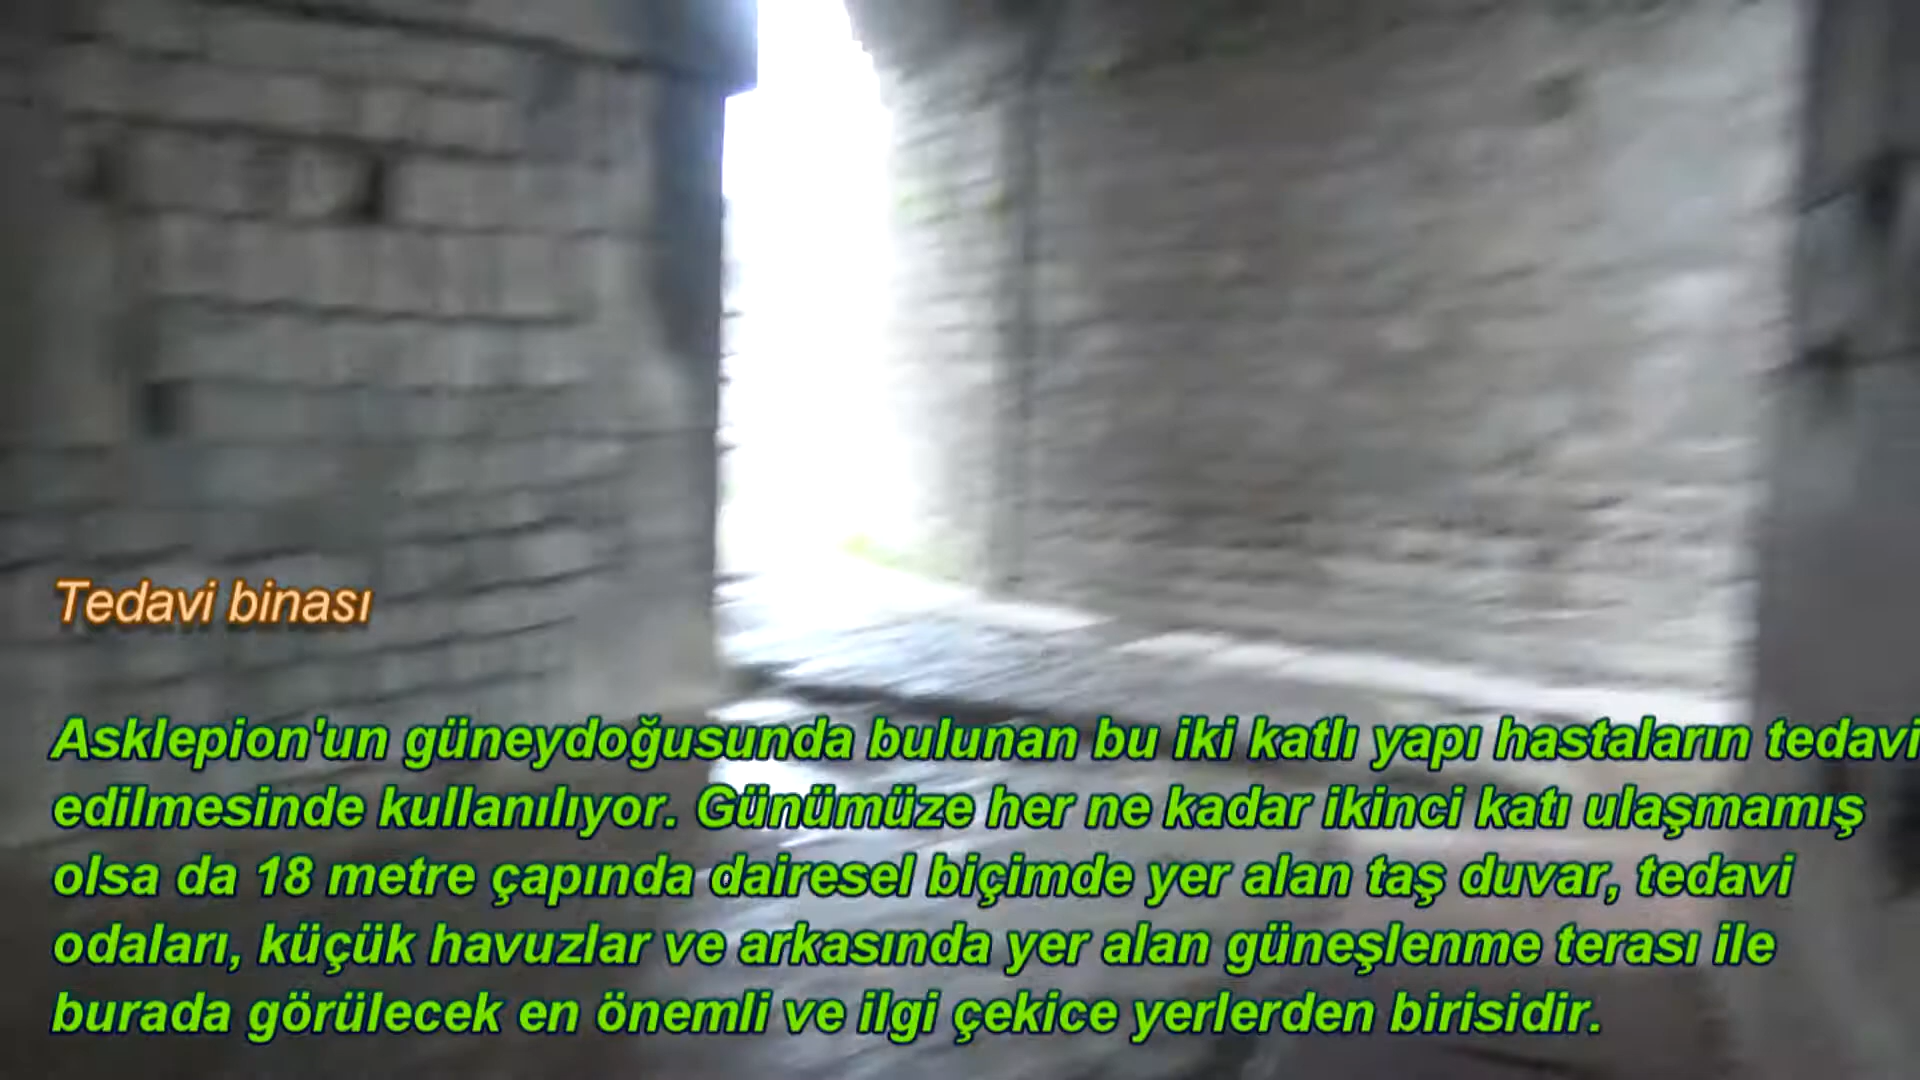 Tedavi binası
Asklepion'un güneydoğusunda bulunan bu iki katlı yapı hastaların tedavi
edilmesinde kullanılıyor. Günümüze her ne kadar ikinci katı ulaşmamış
olsa da 18 metre çapında dairesel biçimde yer alan taş duvar, tedavi
odaları, küçük havuzlar ve arkasında yer alan güneşlenme terası ile
burada görülecek en önemli ve ilgi çekice yerlerden birisidir.